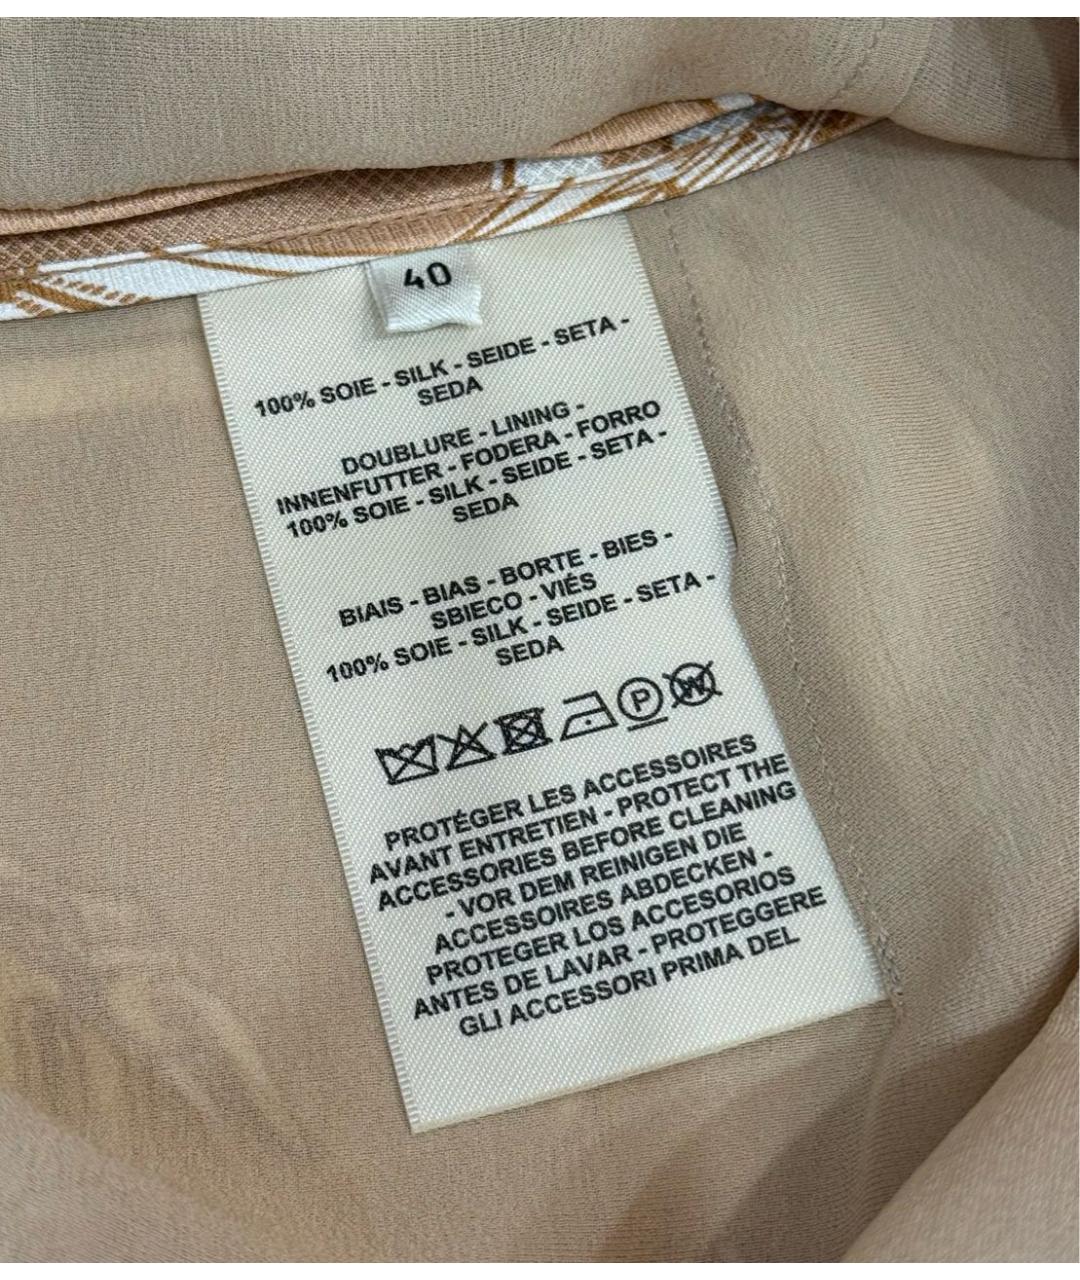 40
100% SOIE - SILK - SEIDE - SETA -
SEDA
DOUBLURE - LINING -
INNENFUTTER - FODERA - FORRO
100% SOIE - SILK - SEIDE - SETA -
SEDA
BIAIS - BIAS - BORTE - BIES -
SBIECO - VIÉS
100% SOIE - SILK - SEIDE - SETA -
SEDA
P W
PROTÉGER LES ACCESSOIRES
AVANT ENTRETIEN - PROTECT THE
ACCESSORIES BEFORE CLEANING
- VOR DEM REINIGEN DIE
ACCESSOIRES ABDECKEN -
PROTEGER LOS ACCESORIOS
ANTES DE LAVAR - PROTEGGERE
GLI ACCESSORI PRIMA DEL